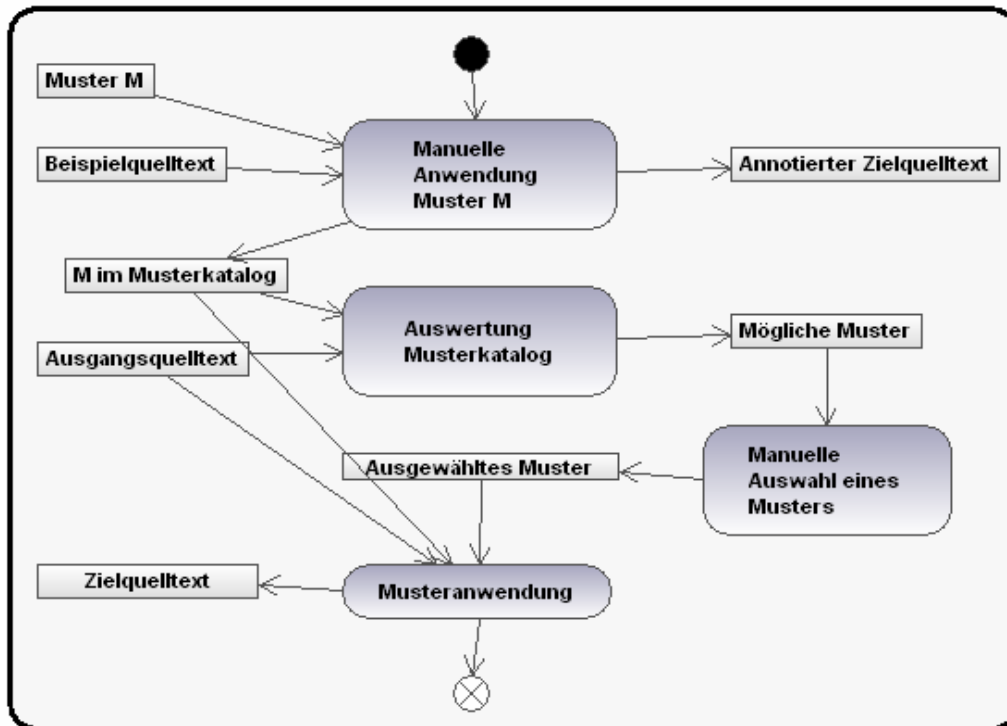 Muster M
Manuelle
Anwendung
Muster M
Beispielquelltext
Annotierter Zielquelltext
M im Musterkatalog
Auswertung
Musterkatalog
Mögliche Muster
Ausgangsquelltext
Manuelle
Auswahl eines
Musters
Ausgewähltes Muster
Zielquelltext
Musteranwendung